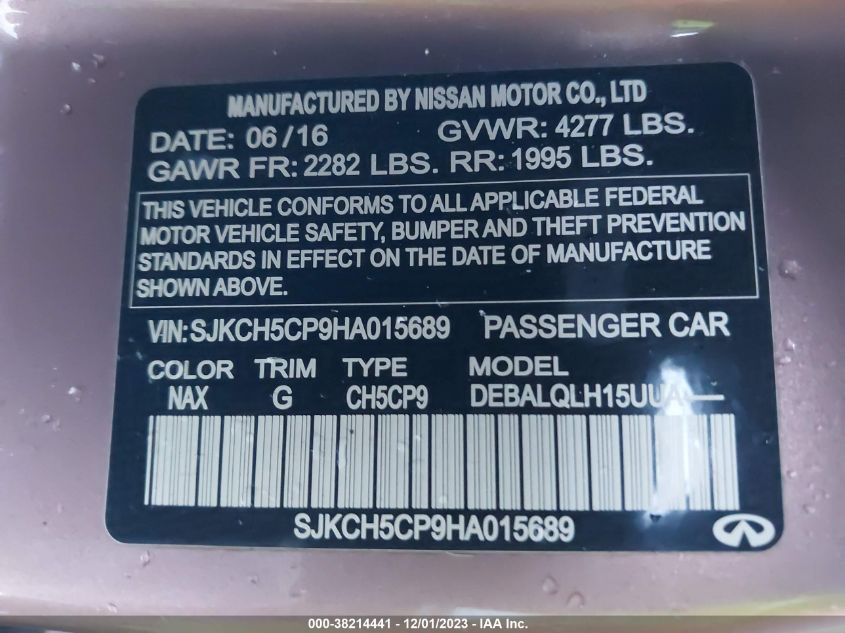 MANUFACTURED BY NISSAN MOTOR CO., LTD
DATE: 06/16 GVWR: 4277 LBS.
GAWR FR: 2282 LBS. RR: 1995 LBS.
THIS VEHICLE CONFORMS TO ALL APPLICABLE FEDERAL
MOTOR VEHICLE SAFETY, BUMPER AND THEFT PREVENTION
STANDARDS IN EFFECT ON THE DATE OF MANUFACTURE
SHOWN ABOVE.
VIN: SJKCH5CP9HA015689 PASSENGER CAR
COLOR TRIM TYPE MODEL
NAX G CH5CP9 DEBALQLH15UUA----
SJKCH5CP9HA015689
000-38214441 - 12/01/2023 - IAA Inc.